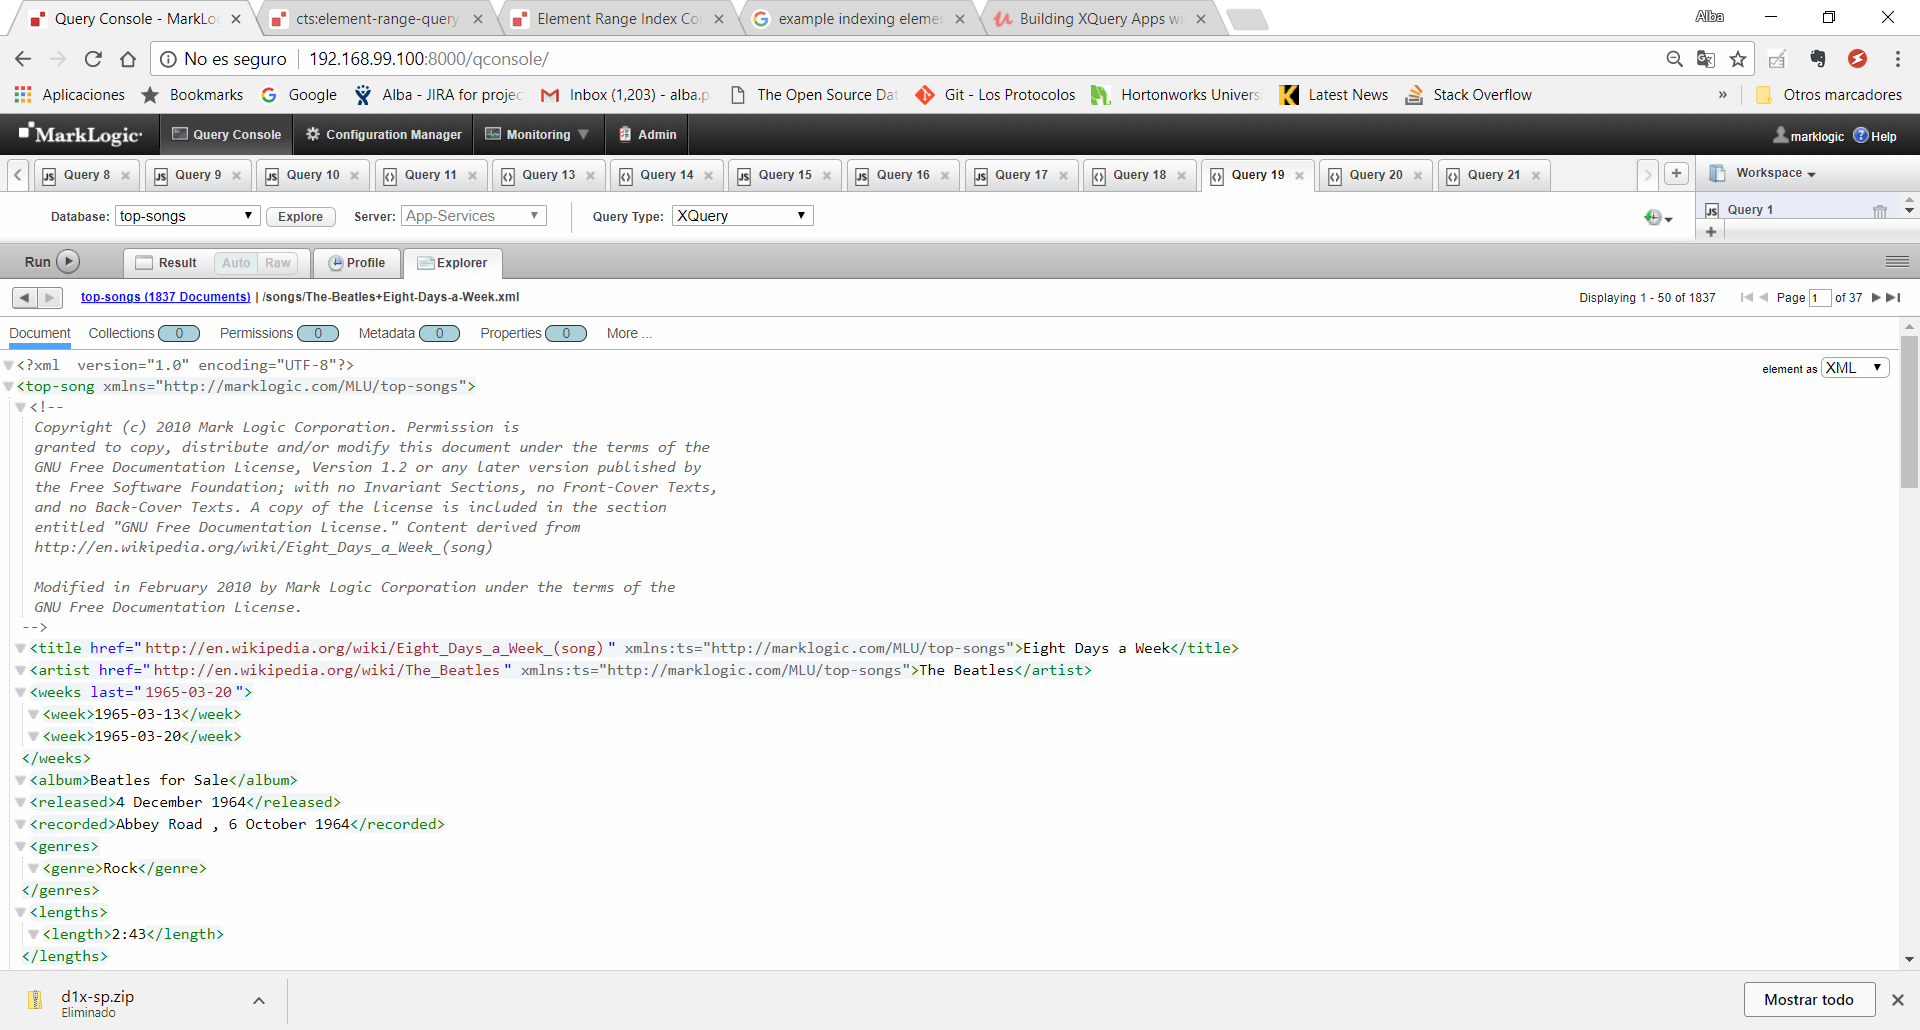 Query Console - MarkLo
cts:element-range-query
Element Range Index Co
example indexing elemen
Building XQuery Apps wi
Alba
No es seguro
192.168.99.100:8000/qconsole/
Aplicaciones
Bookmarks
Google
Alba - JIRA for projec
Inbox (1,203) - alba.p
The Open Source Dat
Git - Los Protocolos
Hortonworks Universi
Latest News
Stack Overflow
»
Otros marcadores
MarkLogic
Query Console
Configuration Manager
Monitoring
Admin
marklogic
Help
Query 8
Query 9
Query 10
Query 11
Query 13
Query 14
Query 15
Query 16
Query 17
Query 18
Query 19
Query 20
Query 21
Workspace
Database: top-songs Explore Server: App-Services Query Type: XQuery
Query 1
Run Result Auto Raw Profile Explorer
top-songs (1837 Documents) | /songs/The-Beatles+Eight-Days-a-Week.xml
Displaying 1 - 50 of 1837 Page 1 of 37
Document Collections 0 Permissions 0 Metadata 0 Properties 0 More ...
element as XML
<?xml version="1.0" encoding="UTF-8"?>
<top-song xmlns="http://marklogic.com/MLU/top-songs">
<!--
Copyright (c) 2010 Mark Logic Corporation. Permission is
granted to copy, distribute and/or modify this document under the terms of the
GNU Free Documentation License, Version 1.2 or any later version published by
the Free Software Foundation; with no Invariant Sections, no Front-Cover Texts,
and no Back-Cover Texts. A copy of the license is included in the section
entitled "GNU Free Documentation License." Content derived from
http://en.wikipedia.org/wiki/Eight_Days_a_Week_(song)
Modified in February 2010 by Mark Logic Corporation under the terms of the
GNU Free Documentation License.
-->
<title href="http://en.wikipedia.org/wiki/Eight_Days_a_Week_(song)" xmlns:ts="http://marklogic.com/MLU/top-songs">Eight Days a Week</title>
<artist href="http://en.wikipedia.org/wiki/The_Beatles" xmlns:ts="http://marklogic.com/MLU/top-songs">The Beatles</artist>
<weeks last="1965-03-20">
<week>1965-03-13</week>
<week>1965-03-20</week>
</weeks>
<album>Beatles for Sale</album>
<released>4 December 1964</released>
<recorded>Abbey Road , 6 October 1964</recorded>
<genres>
<genre>Rock</genre>
</genres>
<lengths>
<length>2:43</length>
</lengths>
d1x-sp.zip
Eliminado
Mostrar todo